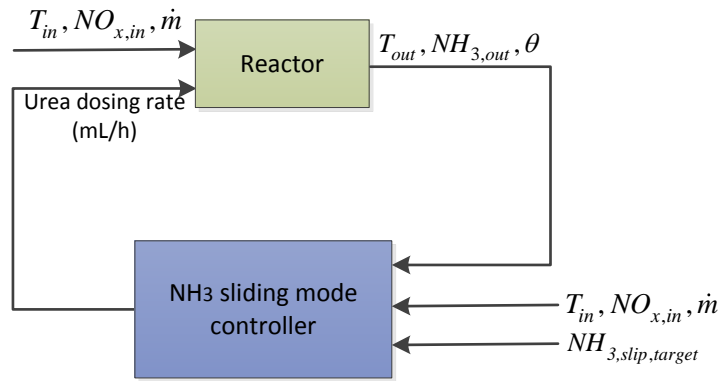 T_in, NO_x,in, ṁ
Reactor
T_out, NH_3,out, θ
Urea dosing rate
(mL/h)
NH3 sliding mode
controller
T_in, NO_x,in, ṁ
NH_3,slip,target